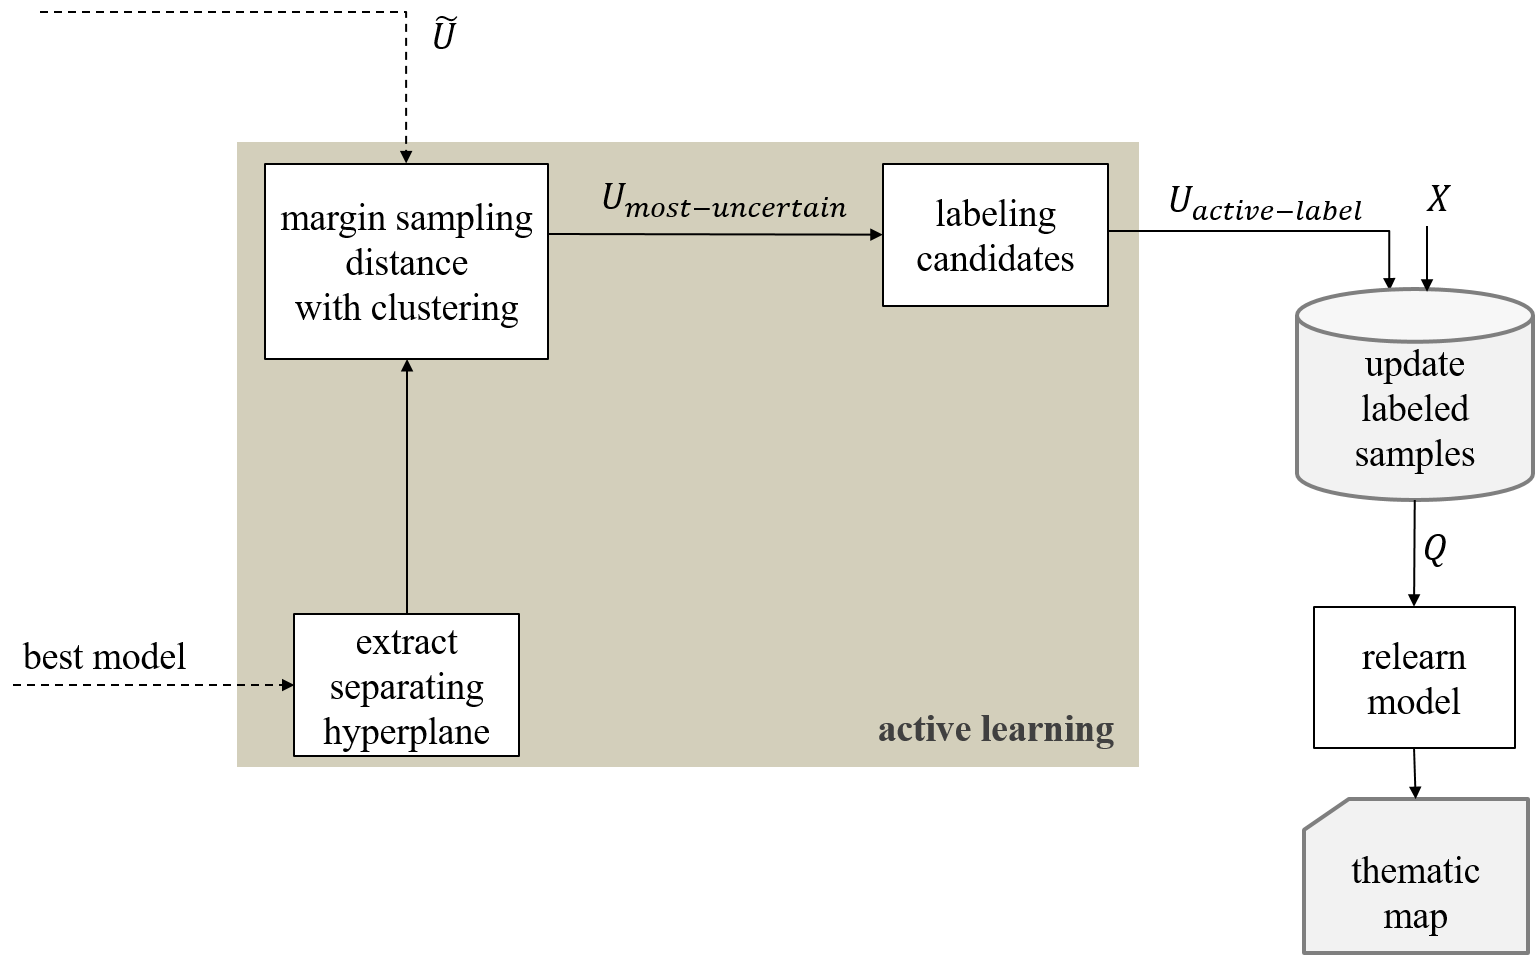 Ũ
margin sampling
distance
with clustering
U_most−uncertain
labeling
candidates
U_active−label
X
update
labeled
samples
Q
best model
extract
separating
hyperplane
active learning
relearn
model
thematic
map